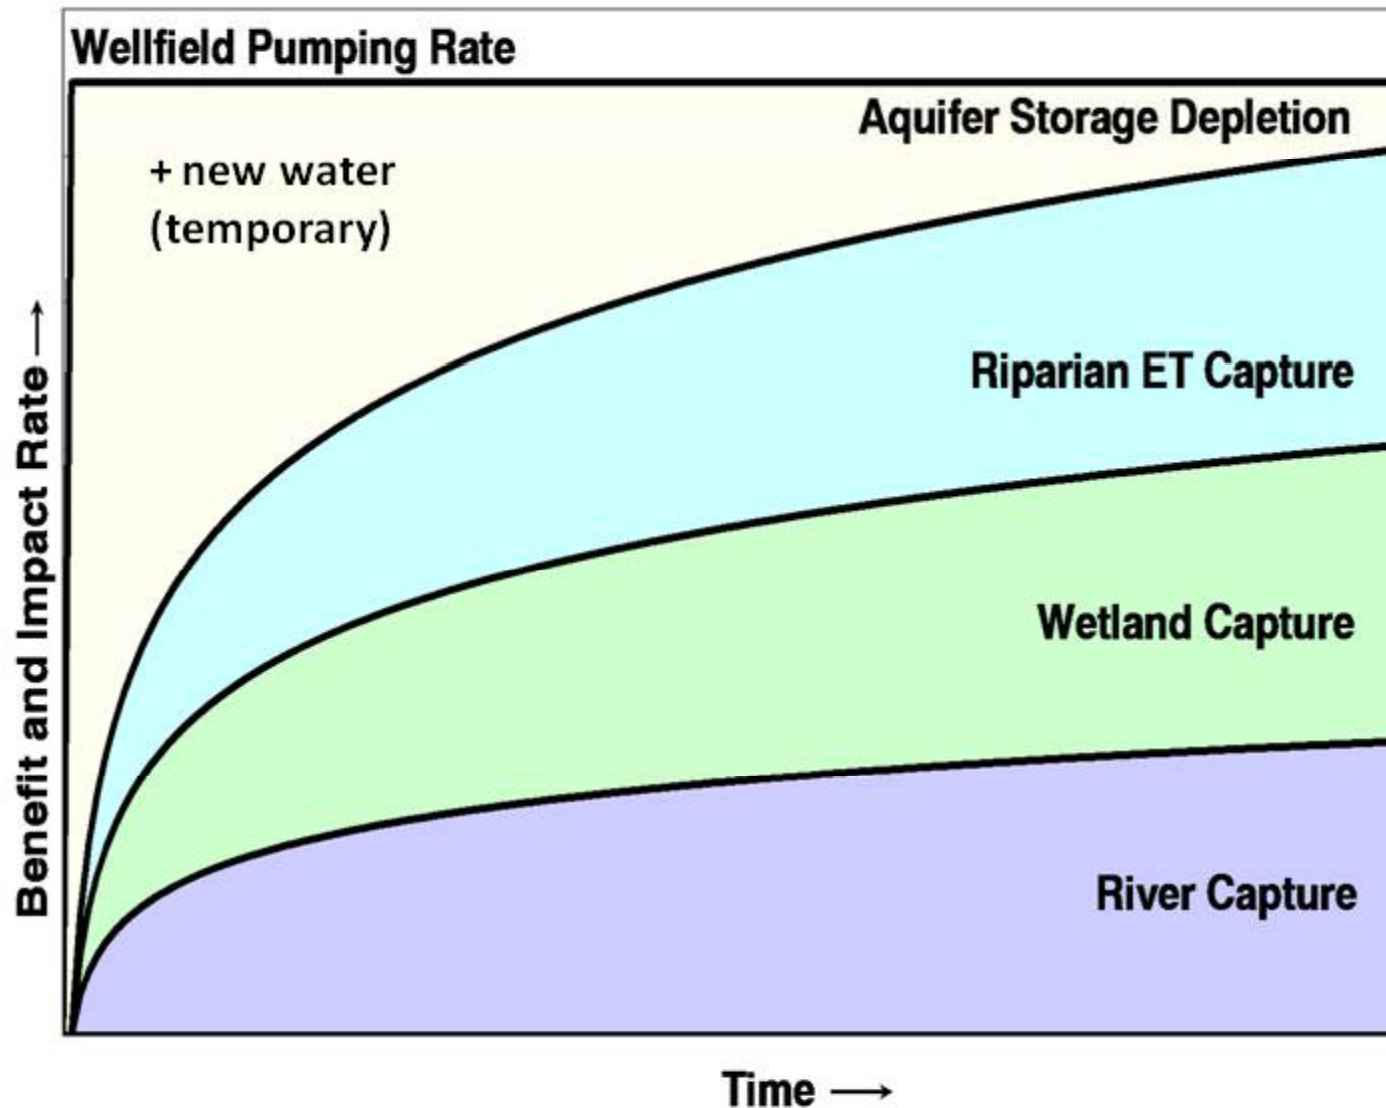 Wellfield Pumping Rate
Aquifer Storage Depletion
+ new water
(temporary)
Riparian ET Capture
Wetland Capture
River Capture
Benefit and Impact Rate →
Time →